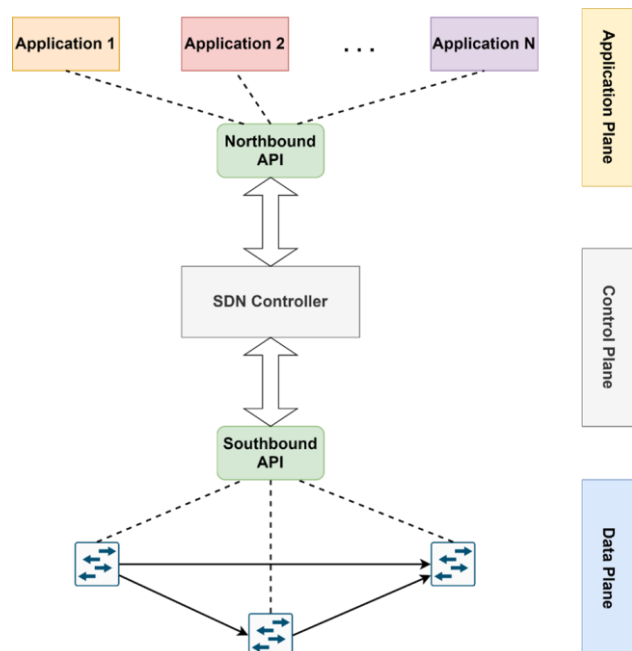 Application 1
Application 2
. . .
Application N
Application Plane
Northbound
API
SDN Controller
Control Plane
Southbound
API
Data Plane